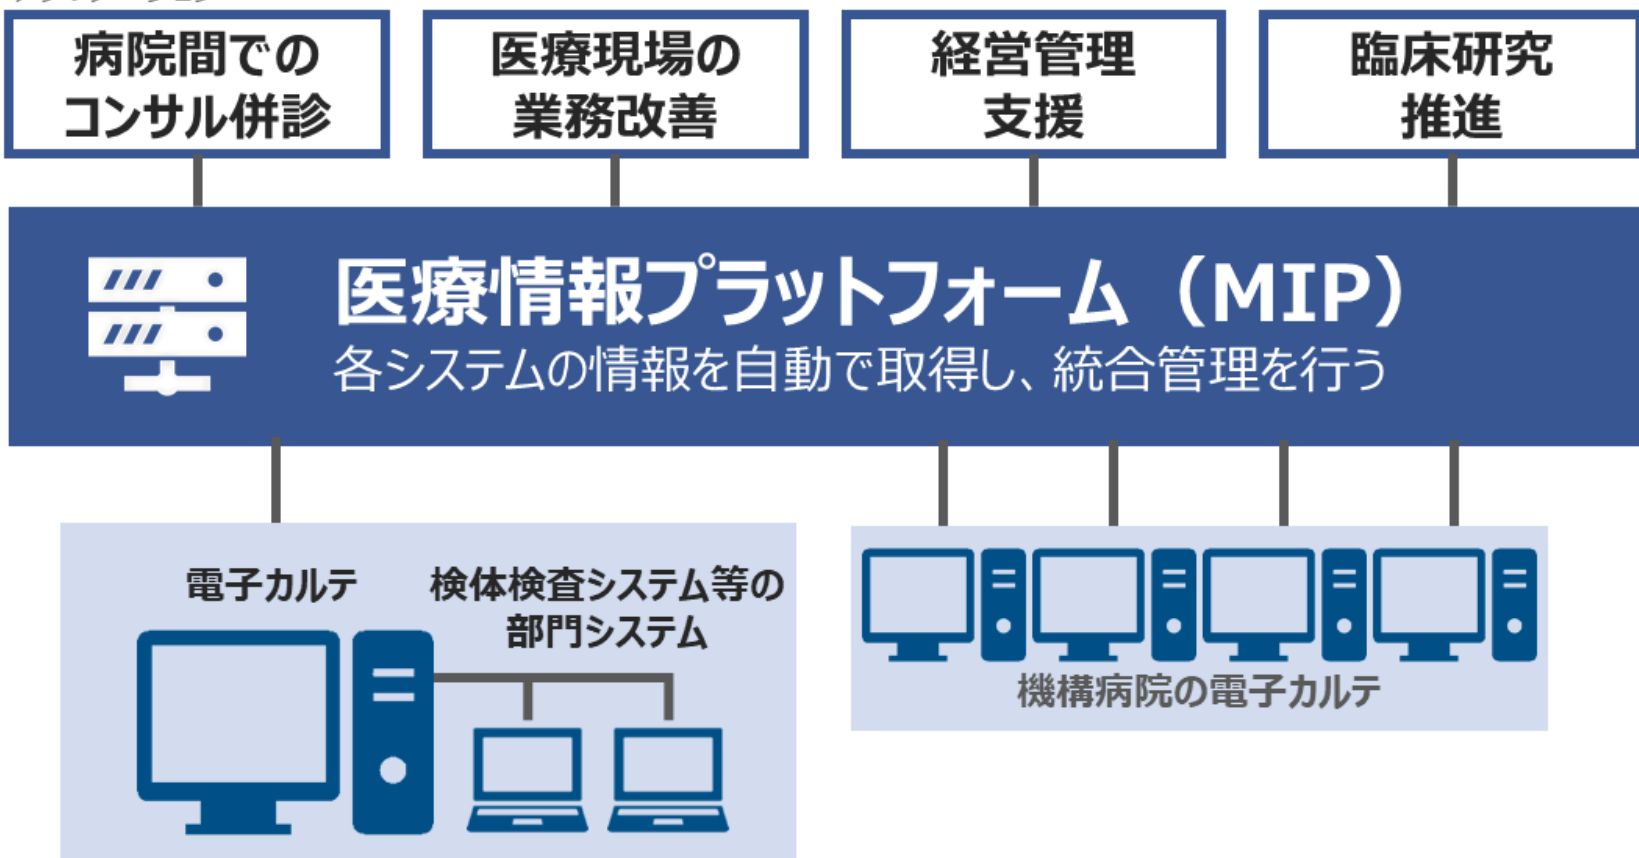 病院間での
コンサル併診
医療現場の
業務改善
経営管理
支援
臨床研究
推進
医療情報プラットフォーム（MIP）
各システムの情報を自動で取得し、統合管理を行う
電子カルテ
検体検査システム等の
部門システム
機構病院の電子カルテ